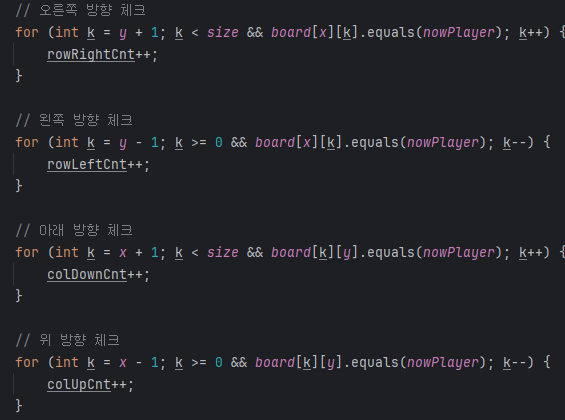 // 오른쪽 방향 체크
for (int k = y + 1; k < size && board[x][k].equals(nowPlayer); k++) {
    rowRightCnt++;
}
// 왼쪽 방향 체크
for (int k = y - 1; k >= 0 && board[x][k].equals(nowPlayer); k--) {
    rowLeftCnt++;
}
// 아래 방향 체크
for (int k = x + 1; k < size && board[k][y].equals(nowPlayer); k++) {
    colDownCnt++;
}
// 위 방향 체크
for (int k = x - 1; k >= 0 && board[k][y].equals(nowPlayer); k--) {
    colUpCnt++;
}